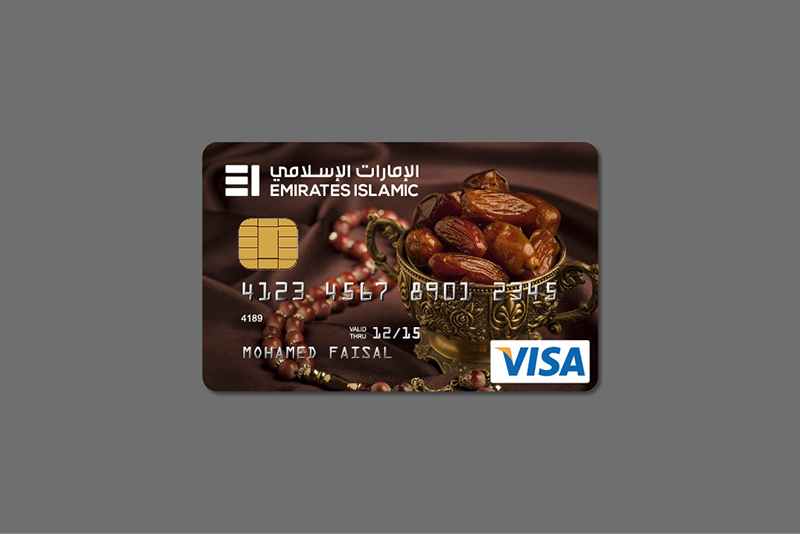 الإمارات الإسلامي
EMIRATES ISLAMIC
4123 4567 8901 2345
4189
VALID THRU 12/15
MOHAMED FAISAL
VISA